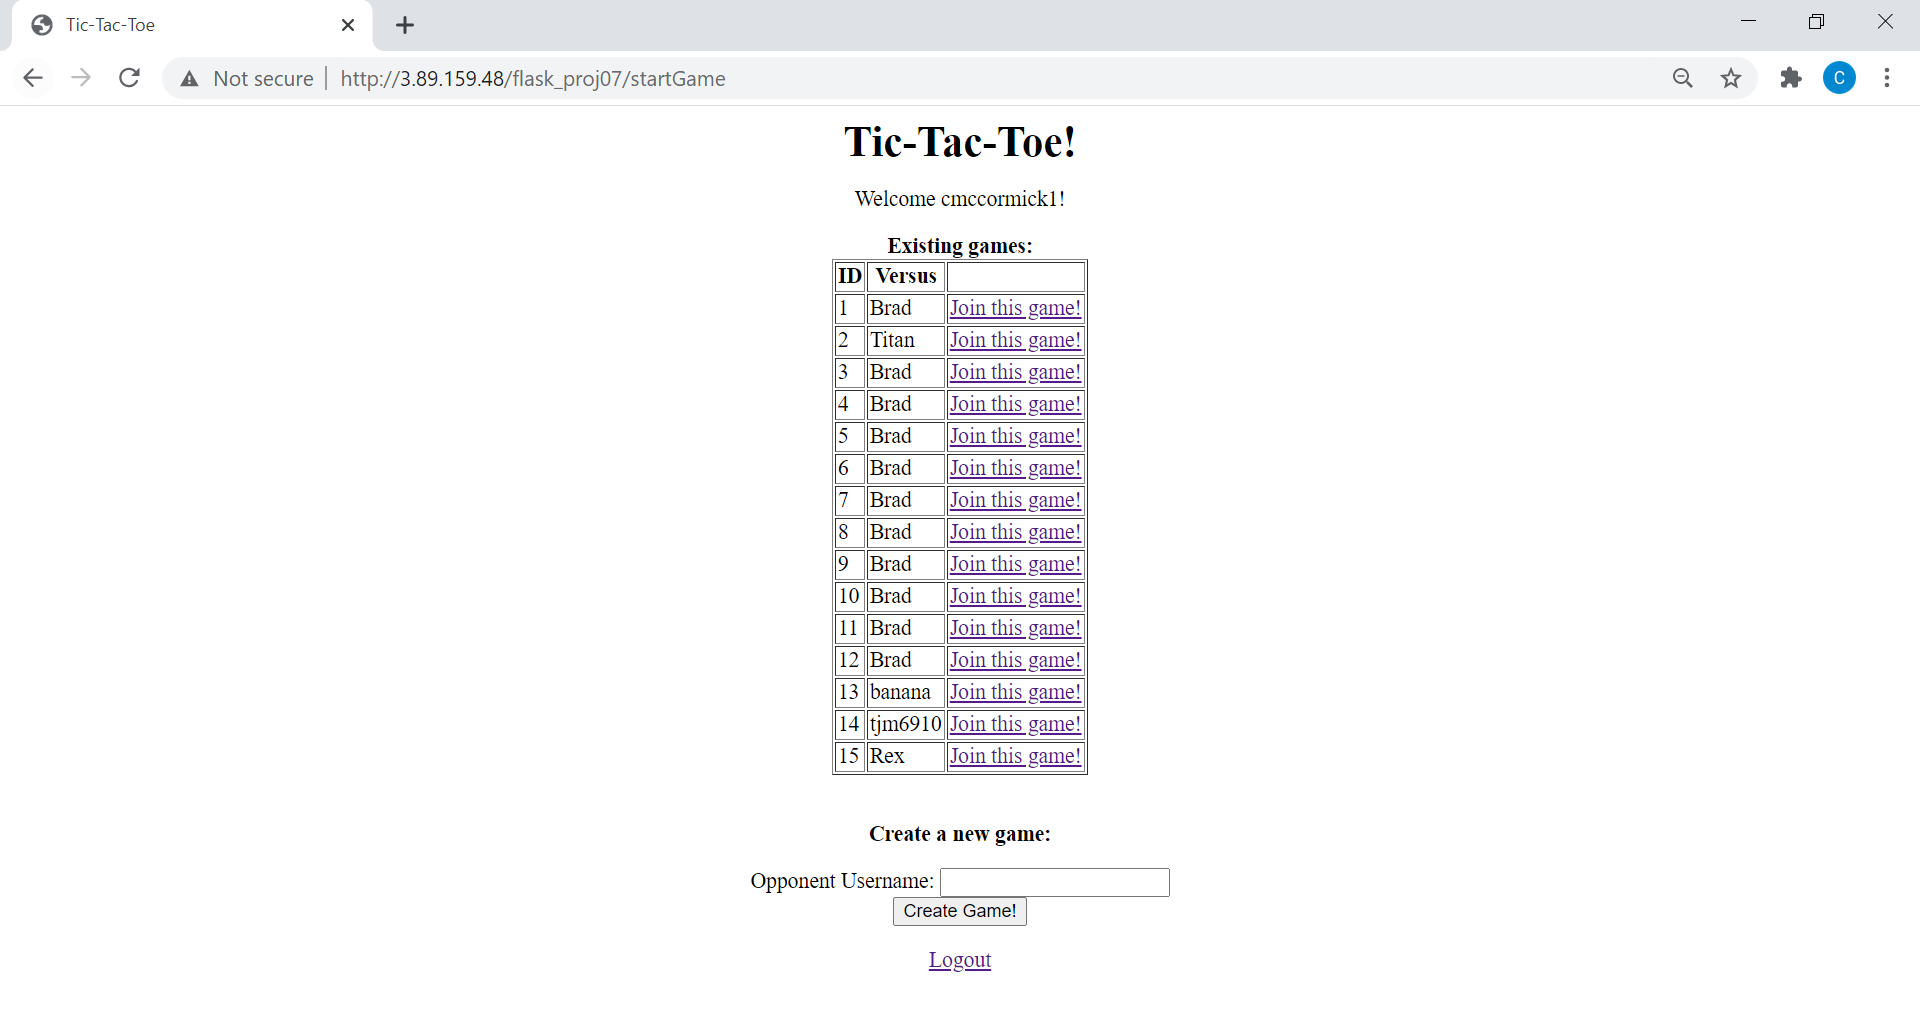 Tic-Tac-Toe
Not secure http://3.89.159.48/flask_proj07/startGame
C
Tic-Tac-Toe!
Welcome cmccormick1!
Existing games:
ID Versus
1 Brad Join this game!
2 Titan Join this game!
3 Brad Join this game!
4 Brad Join this game!
5 Brad Join this game!
6 Brad Join this game!
7 Brad Join this game!
8 Brad Join this game!
9 Brad Join this game!
10 Brad Join this game!
11 Brad Join this game!
12 Brad Join this game!
13 banana Join this game!
14 tjm6910 Join this game!
15 Rex Join this game!
Create a new game:
Opponent Username:
Create Game!
Logout